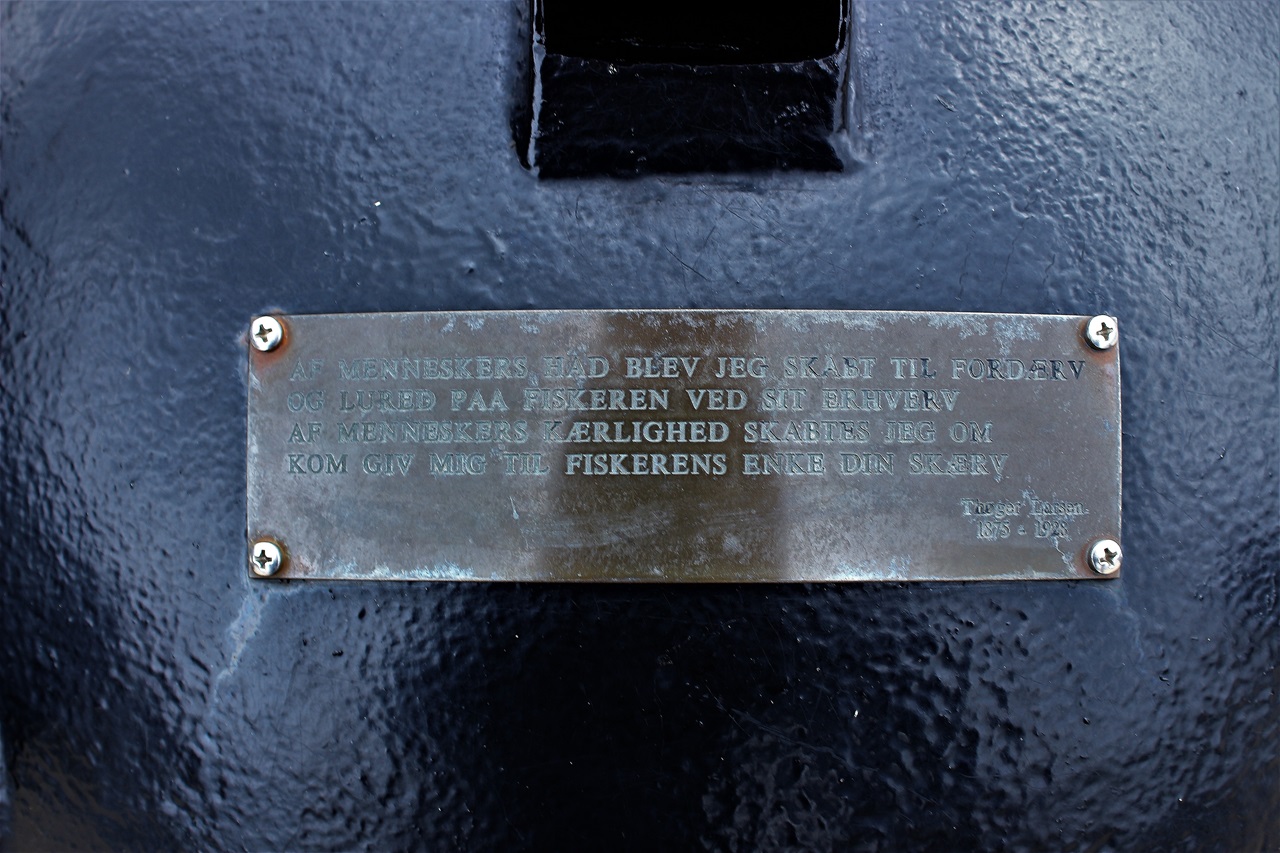 AF MENNESKERS HAD BLEV JEG SKABT TIL FORDÆRV
OG LURED PAA FISKEREN VED SIT ERHVERV
AF MENNESKERS KÆRLIGHED SKABTES JEG OM
KOM GIV MIG TIL FISKERENS ENKE DIN SKÆRV
Thøger Larsen
1875 - 1928